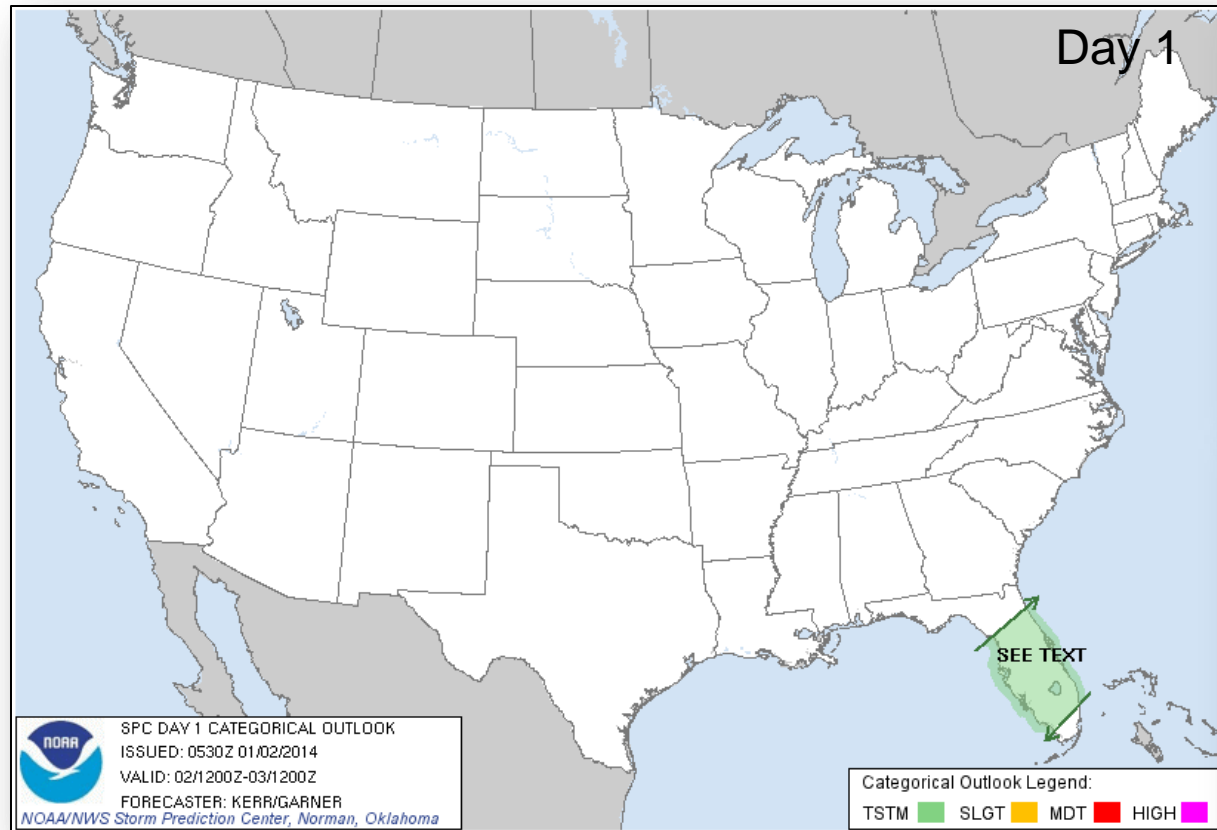 Day 1
SEE TEXT
NOAA
SPC DAY 1 CATEGORICAL OUTLOOK
ISSUED: 0530Z 01/02/2014
VALID: 02/1200Z-03/1200Z
FORECASTER: KERR/GARNER
NOAA/NWS Storm Prediction Center, Norman, Oklahoma
Categorical Outlook Legend:
TSTM SLGT MDT HIGH